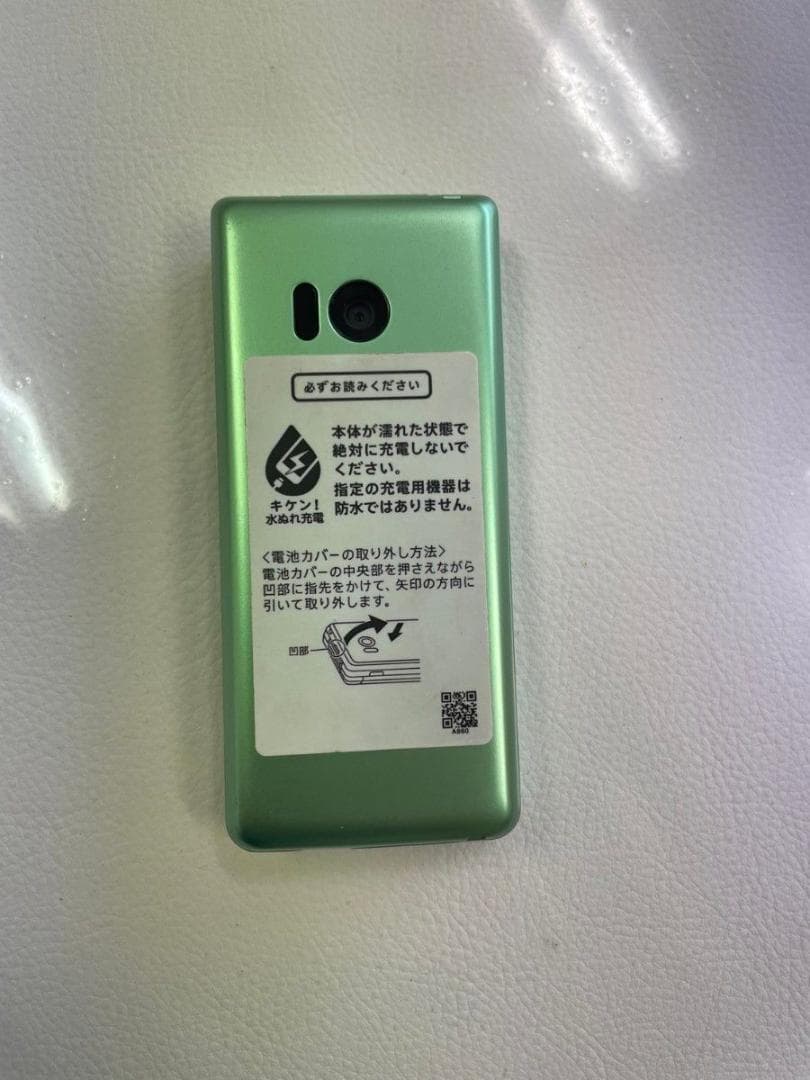 必ずお読みください
本体が濡れた状態で
絶対に充電しないで
ください。
指定の充電用機器は
防水ではありません。
キケン！
水ぬれ充電
〈電池カバーの取り外し方法〉
電池カバーの中央部を押さえながら
凹部に指先をかけて、矢印の方向に
引いて取り外します。
凹部
A860